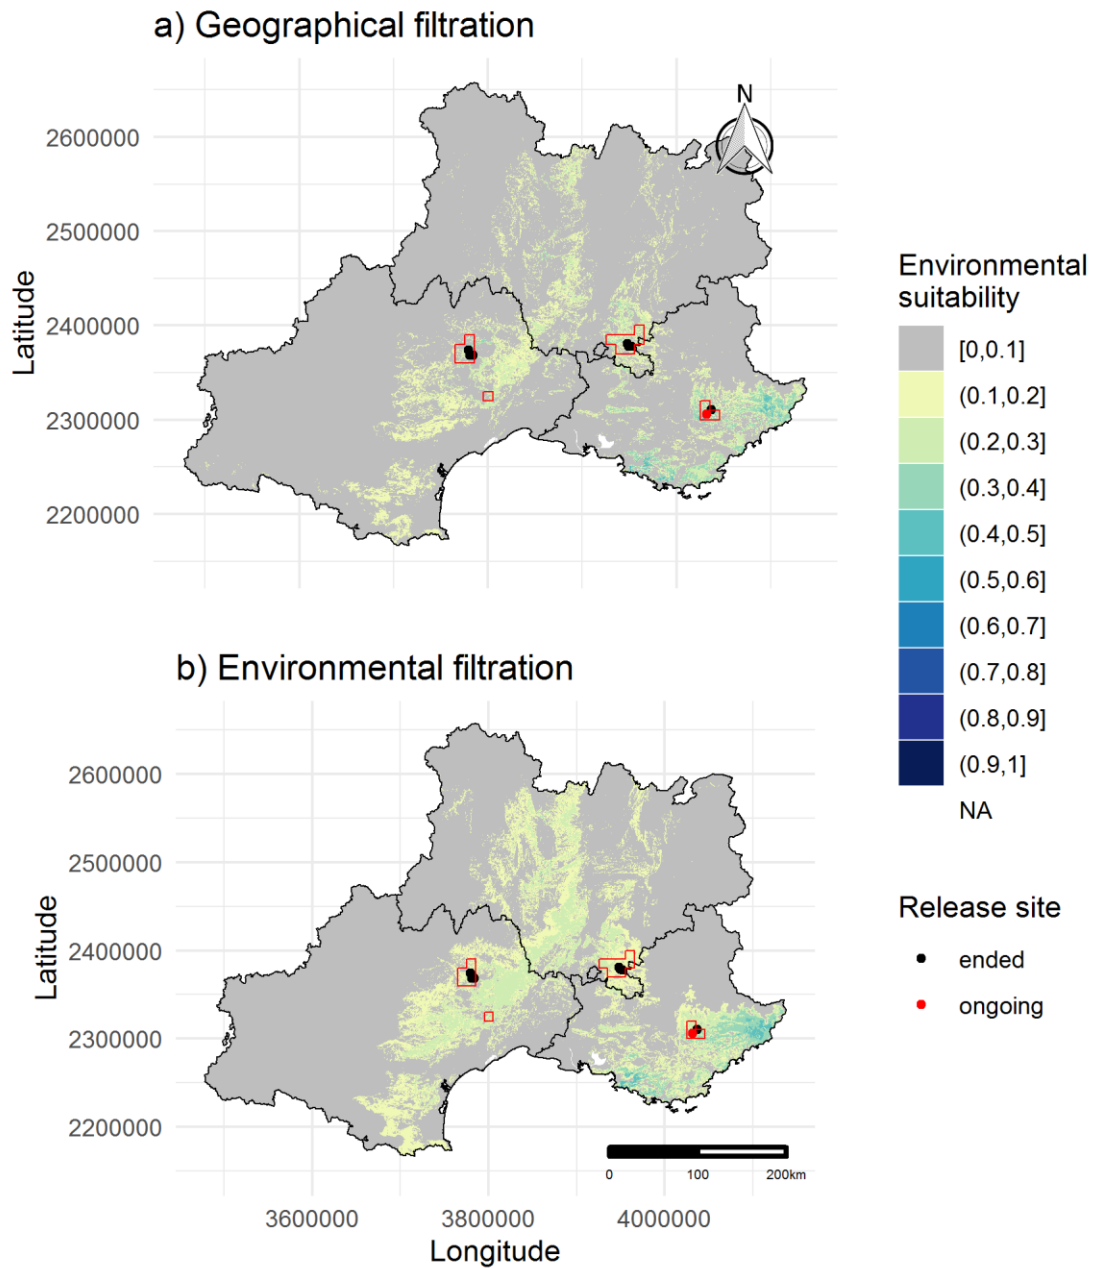 a) Geographical filtration
N
2600000
2500000
2400000
2300000
2200000
Latitude
Environmental
suitability
[0,0.1]
(0.1,0.2]
(0.2,0.3]
(0.3,0.4]
(0.4,0.5]
(0.5,0.6]
(0.6,0.7]
(0.7,0.8]
(0.8,0.9]
(0.9,1]
NA
Release site
ended
ongoing
b) Environmental filtration
2600000
2500000
2400000
2300000
2200000
Latitude
0 100 200km
3600000 3800000 4000000
Longitude